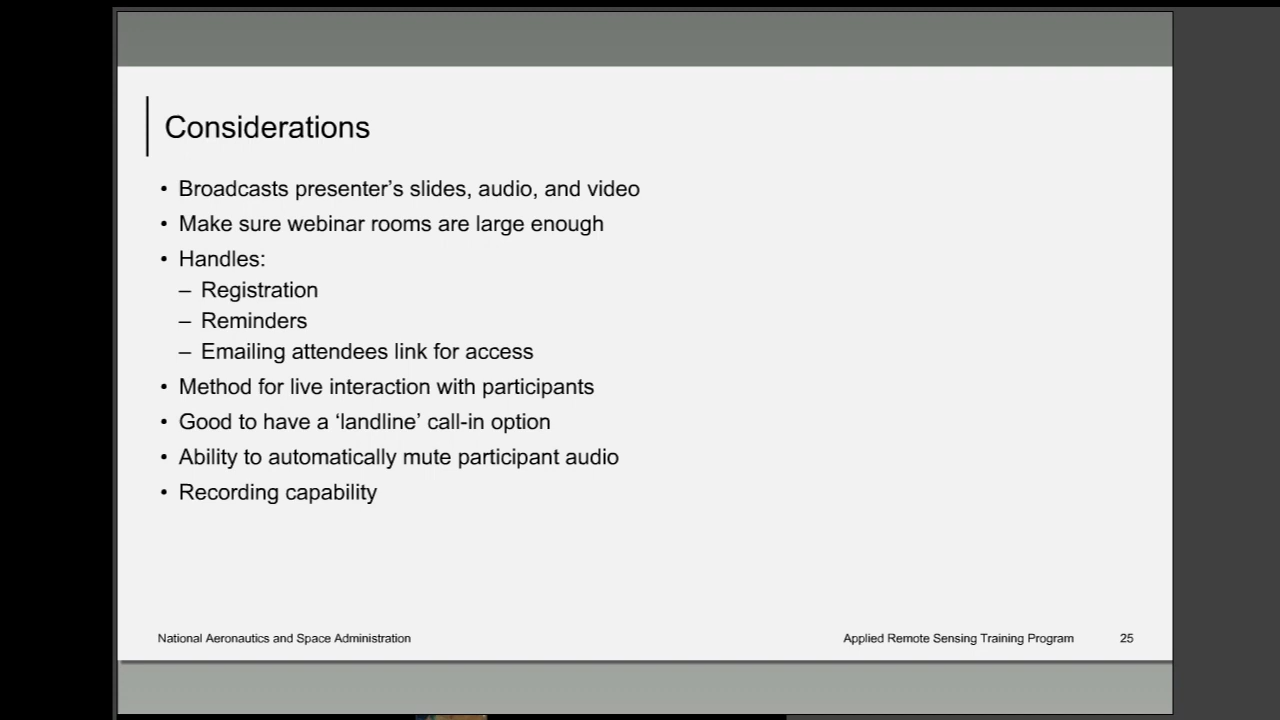 Considerations
• Broadcasts presenter’s slides, audio, and video
• Make sure webinar rooms are large enough
• Handles:
– Registration
– Reminders
– Emailing attendees link for access
• Method for live interaction with participants
• Good to have a ‘landline’ call-in option
• Ability to automatically mute participant audio
• Recording capability
National Aeronautics and Space Administration
Applied Remote Sensing Training Program
25